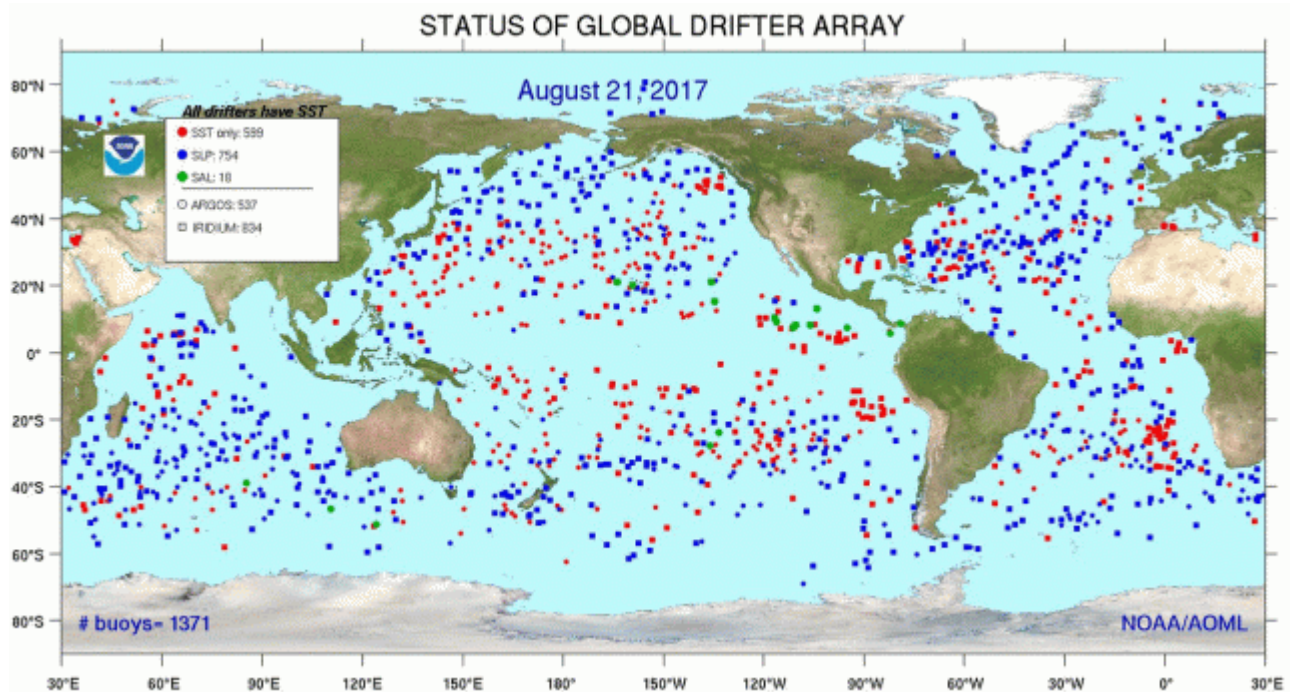 STATUS OF GLOBAL DRIFTER ARRAY
August 21, 2017
All drifters have SST
SST only: 599
SLP: 754
SAL: 18
ARGOS: 537
IRIDIUM: 834
80°N
60°N
40°N
20°N
0°
20°S
40°S
60°S
80°S
# buoys= 1371
NOAA/AOML
30°E 60°E 90°E 120°E 150°E 180° 150°W 120°W 90°W 60°W 30°W 0° 30°E